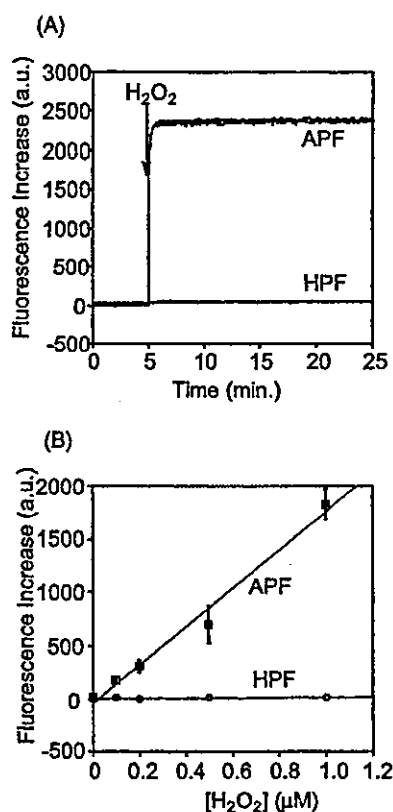 (A)
Fluorescence Increase (a.u.)
3000
2500
2000
1500
1000
500
0
-500
H₂O₂
APF
HPF
0 5 10 15 20 25
Time (min.)
(B)
Fluorescence Increase (a.u.)
2000
1500
1000
500
0
-500
APF
HPF
0 0.2 0.4 0.6 0.8 1.0 1.2
[H₂O₂] (µM)